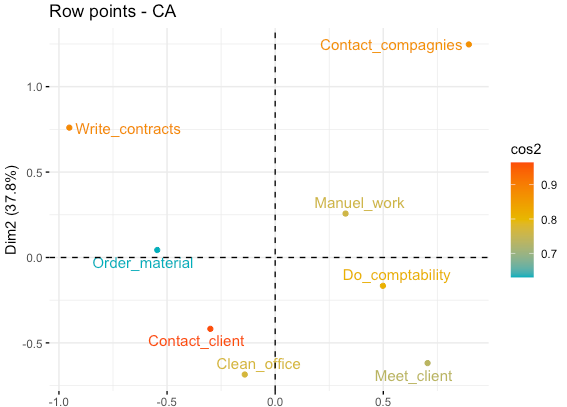 Row points - CA
Contact_compagnies
Write_contracts
Manuel_work
Order_material
Do_comptability
Contact_client
Clean_office
Meet_client
Dim2 (37.8%)
1.0
0.5
0.0
-0.5
-1.0
-0.5
0.0
0.5
cos2
0.9
0.8
0.7